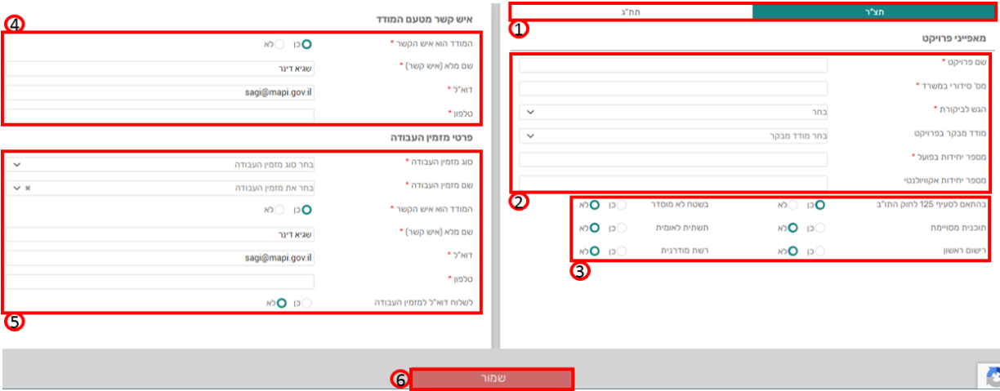 תצ"ר
תת"ג
1
מאפייני פרויקט
שם פרויקט *
מס' סידורי במשרד *
הגש לביקורת *
בחר
מודד מבקר בפרויקט
בחר מודד מבקר
מספר יחידות בפועל *
מספר יחידות אקוויולנטי
2
בהתאם לסעיף 125 לחוק התו"ב כן לא
בשטח לא מוסדר כן לא
תוכנית מסויימת כן לא
תשתית לאומית כן לא
רישום ראשון כן לא
רשת מודרנית כן לא
3
איש קשר מטעם המודד
4
המודד הוא איש הקשר * כן לא
שם מלא (איש קשר) * שגיא דינר
דוא"ל * sagi@mapi.gov.il
טלפון *
פרטי מזמין העבודה
סוג מזמין העבודה * בחר סוג מזמין העבודה
שם מזמין העבודה * בחר את מזמין העבודה
המודד הוא איש הקשר * כן לא
שם מלא (איש קשר) * שגיא דינר
דוא"ל * sagi@mapi.gov.il
טלפון *
לשלוח דוא"ל למזמין העבודה כן לא
5
6
שמור